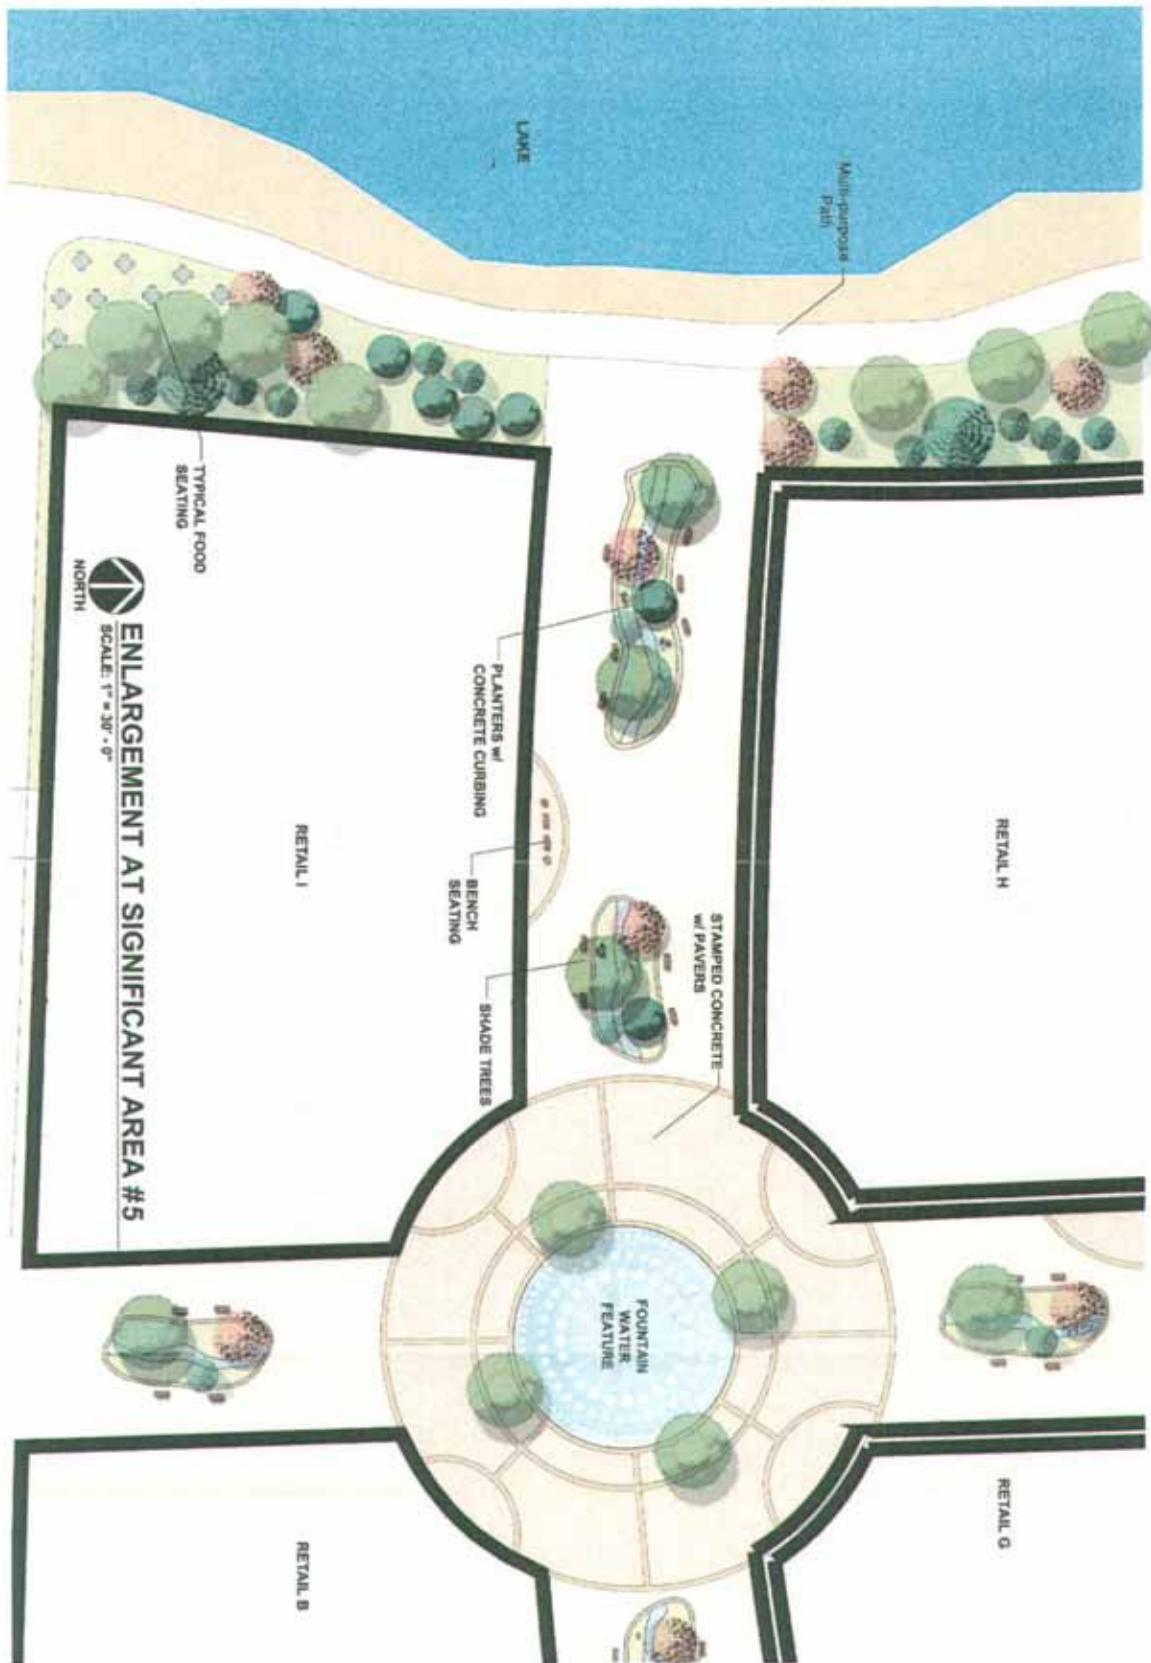 LAKE
Multi-purpose
Path
TYPICAL FOOD
SEATING
PLANTERS w/
CONCRETE CURBING
BENCH
SEATING
SHADE TREES
STAMPED CONCRETE
w/ PAVERS
RETAIL H
RETAIL I
FOUNTAIN
WATER
FEATURE
RETAIL G
RETAIL B
NORTH
ENLARGEMENT AT SIGNIFICANT AREA #5
SCALE: 1" = 30' - 0"